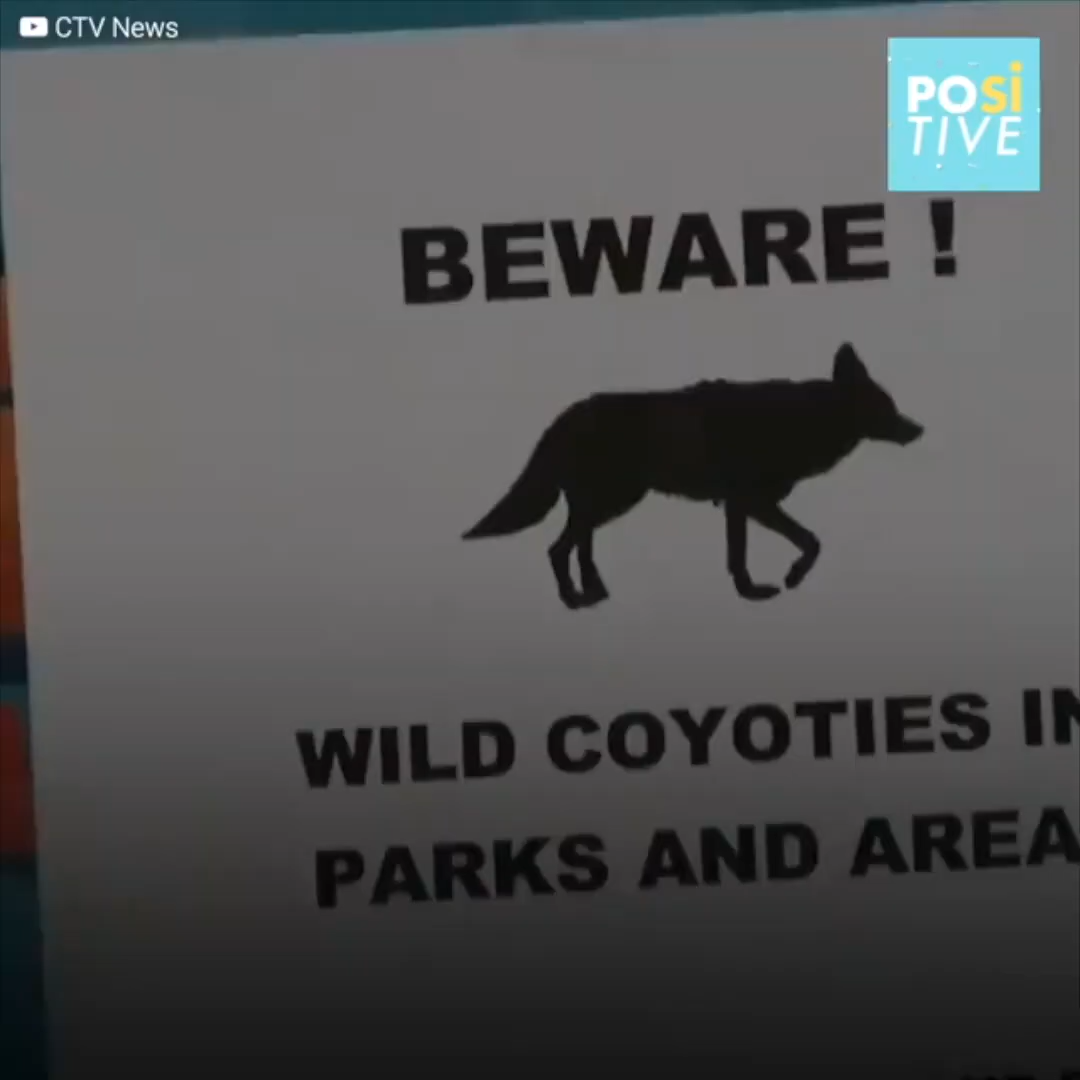 CTV News
POSi
TIVE
BEWARE !
WILD COYOTIES IN
PARKS AND AREA